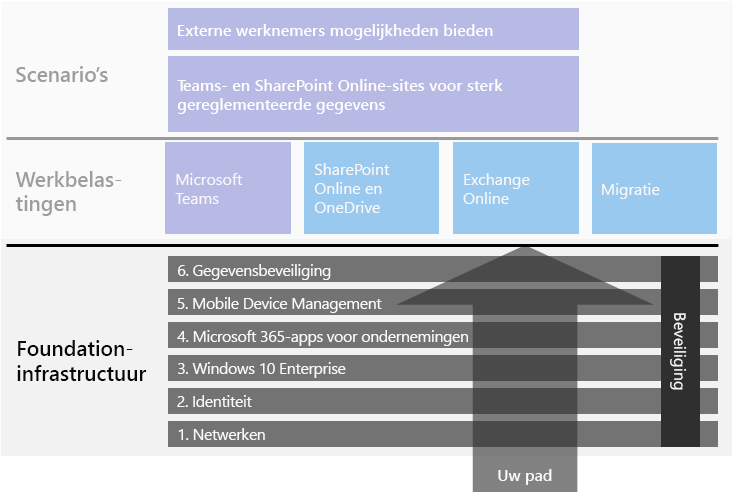 Scenario’s
Externe werknemers mogelijkheden bieden
Teams- en SharePoint Online-sites voor sterk
gereglementeerde gegevens
Werkbelas-
tingen
Microsoft
Teams
SharePoint
Online en
OneDrive
Exchange
Online
Migratie
Foundation-
infrastructuur
6. Gegevensbeveiliging
5. Mobile Device Management
4. Microsoft 365-apps voor ondernemingen
3. Windows 10 Enterprise
2. Identiteit
1. Netwerken
Beveiliging
Uw pad